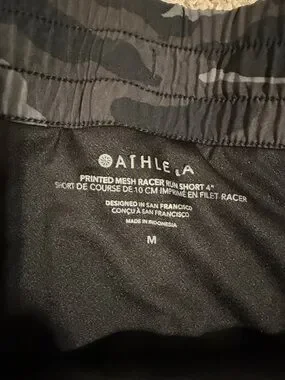 ATHLE A
PRINTED MESH RACER RUN SHORT 4"
SHORT DE COURSE DE 10 CM IMPRIMÉ EN FILET RACER
DESIGNED IN SAN FRANCISCO
CONÇU À SAN FRANCISCO
MADE IN INDONESIA
M